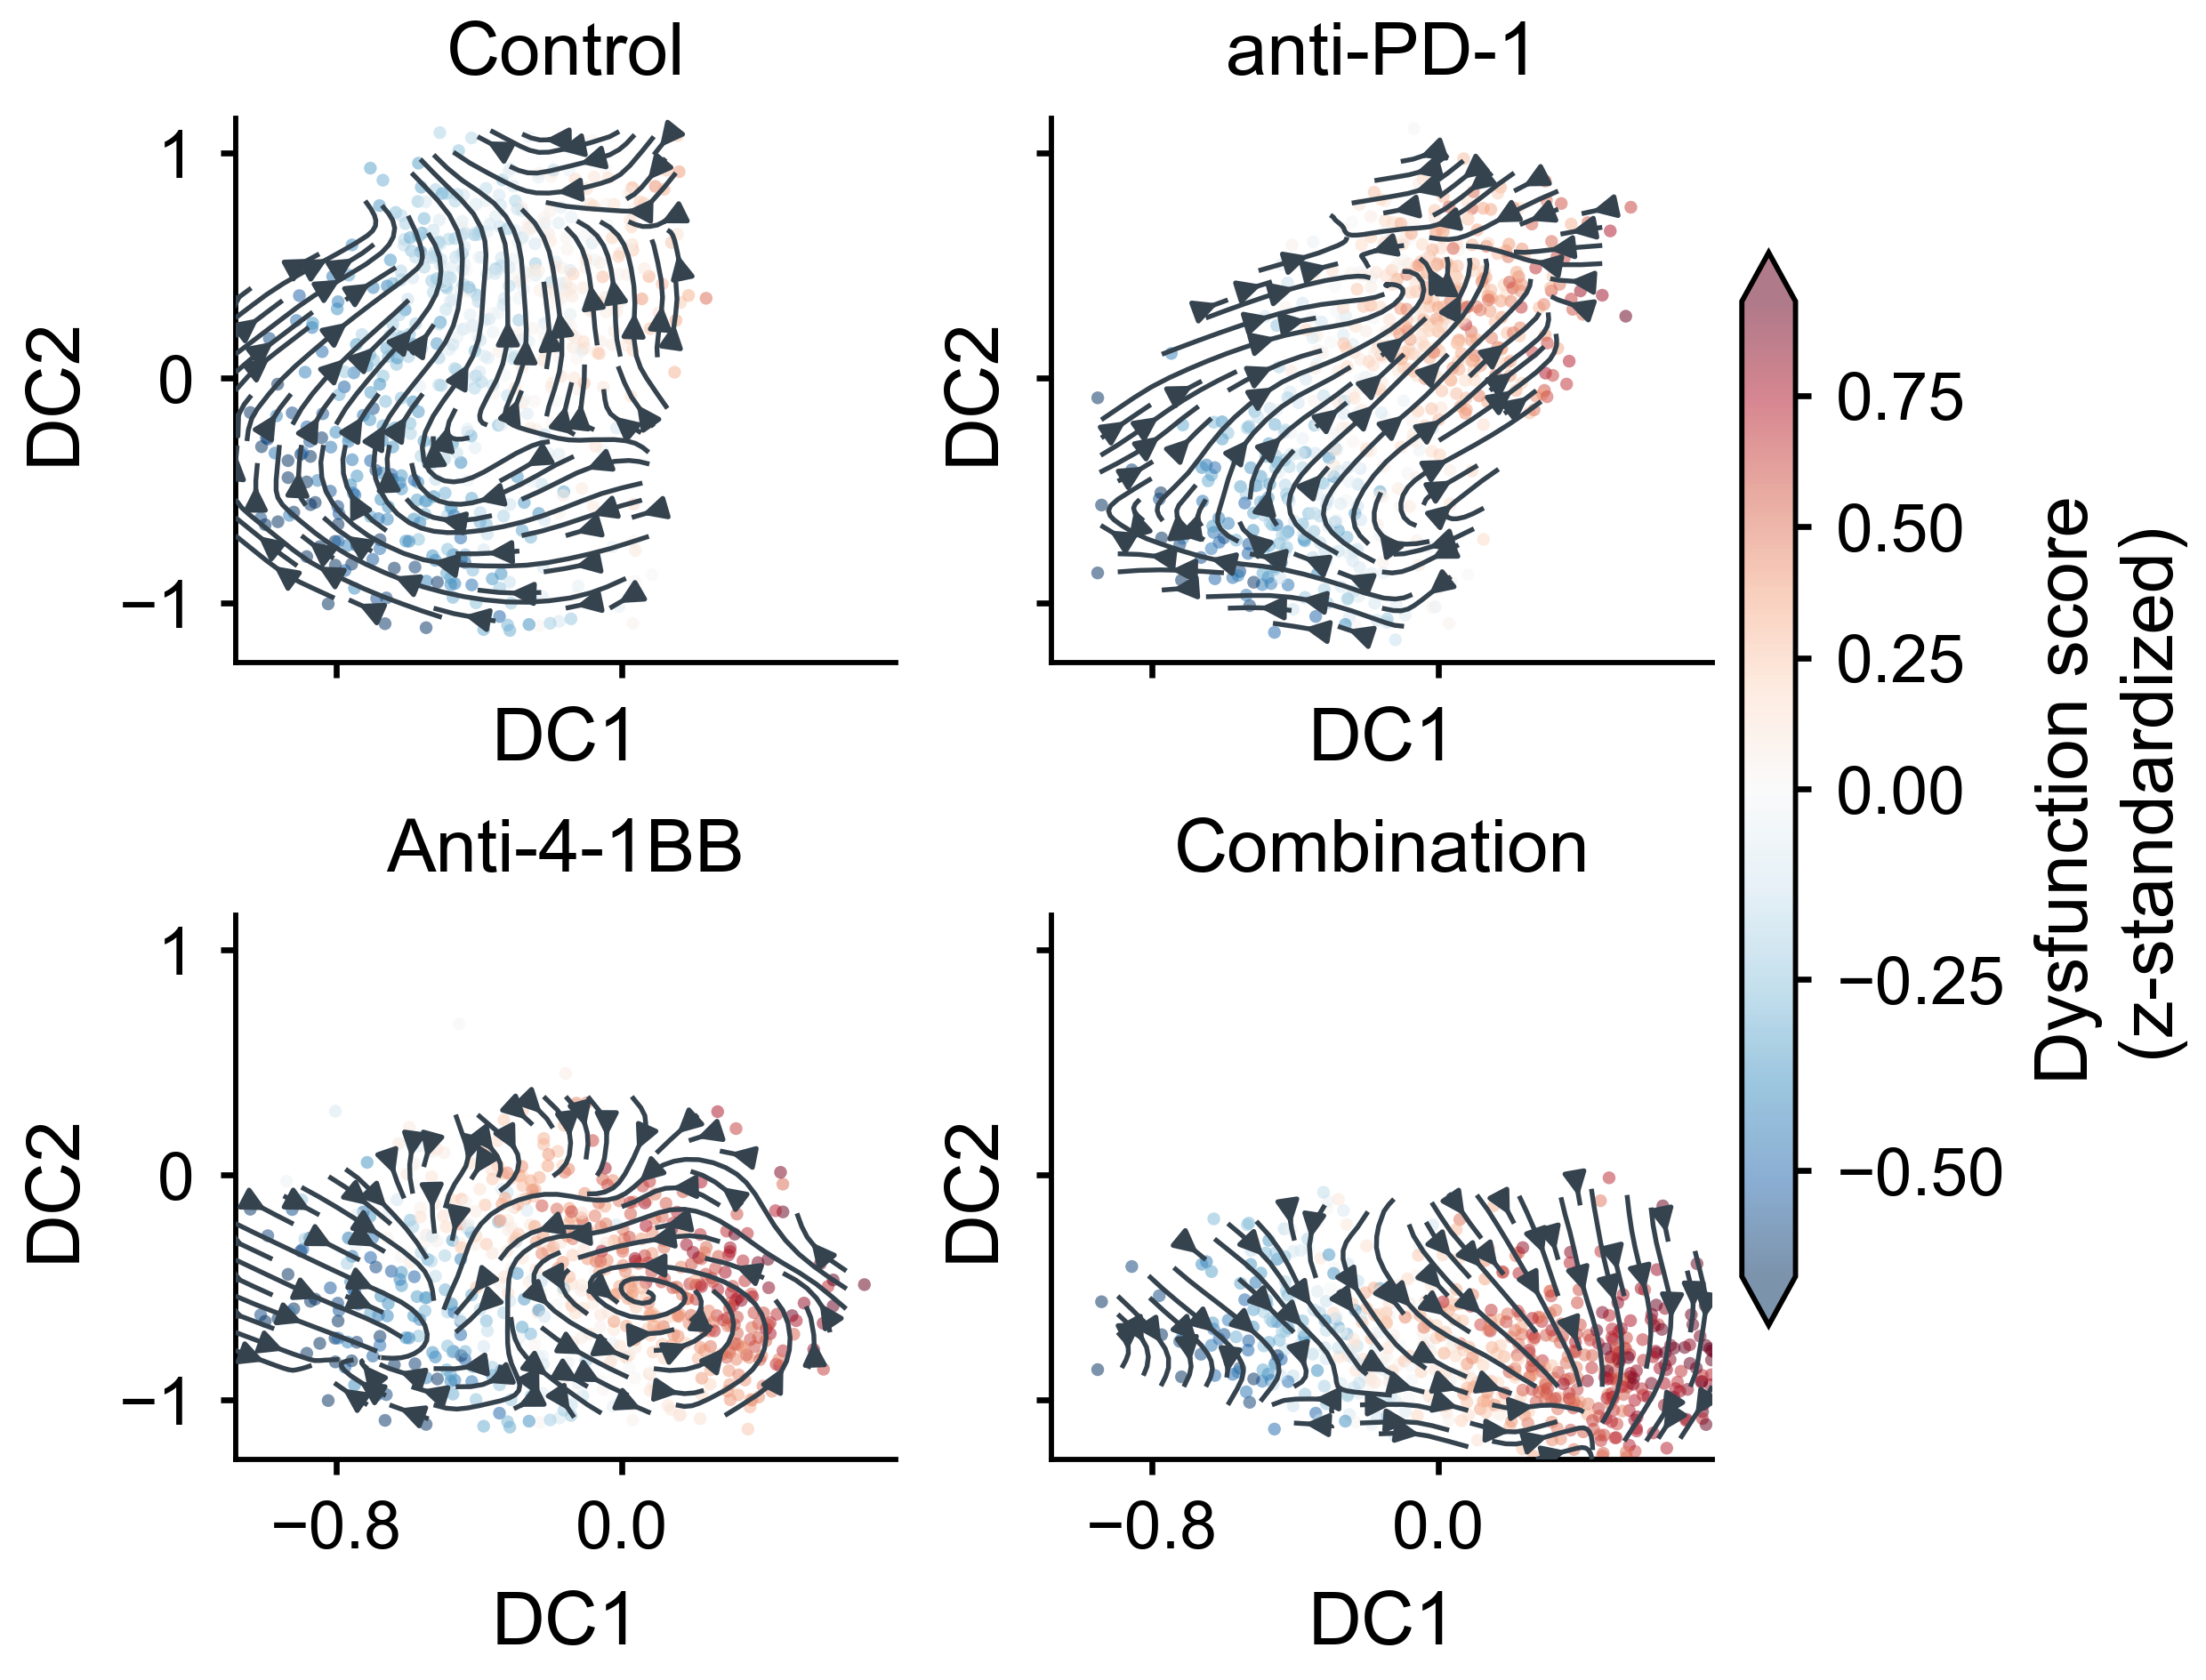 Control
anti-PD-1
1
0
−1
DC2
DC2
DC1
DC1
Anti-4-1BB
Combination
1
0
−1
DC2
DC2
−0.8
0.0
−0.8
0.0
DC1
DC1
0.75
0.50
0.25
0.00
−0.25
−0.50
Dysfunction score
(z-standardized )